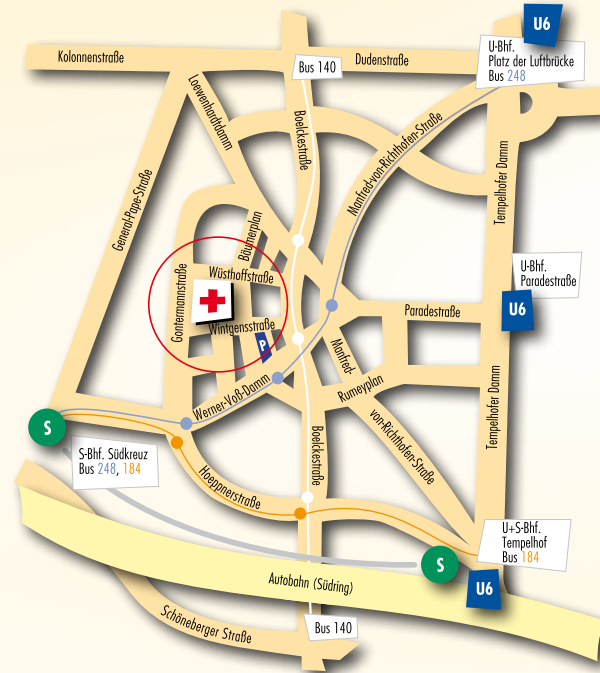 U6
U-Bhf.
Platz der Luftbrücke
Bus 248
Kolonnenstraße
Bus 140
Dudenstraße
Loewenhardtdamm
Boelckestraße
Manfred-von-Richthofen-Straße
Tempelhofer Damm
General-Pape-Straße
Bäumerplan
U-Bhf.
Paradestraße
U6
Gontermannstraße
Wüsthoffstraße
Wintgensstraße
P
Paradestraße
Manfred-
von-Richthofen-Straße
Rumeyplan
Werner-Voß-Damm
Tempelhofer Damm
S
S-Bhf. Südkreuz
Bus 248, 184
Hoeppnerstraße
Boelckestraße
U+S-Bhf.
Tempelhof
Bus 184
S
U6
Autobahn (Südring)
Schöneberger Straße
Bus 140